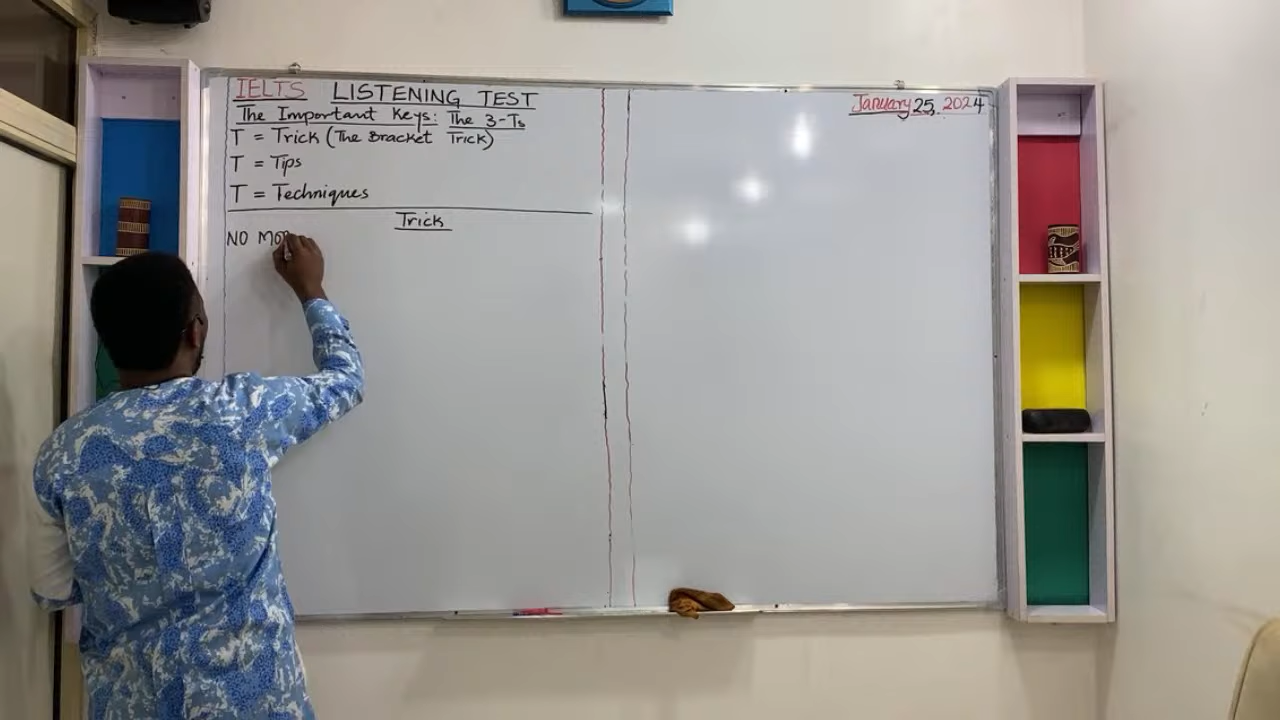 IELTS LISTENING TEST
The Important Keys: The 3-Ts
T = Trick (The Bracket Trick)
T = Tips
T = Techniques
Trick
NO
January 25, 2024